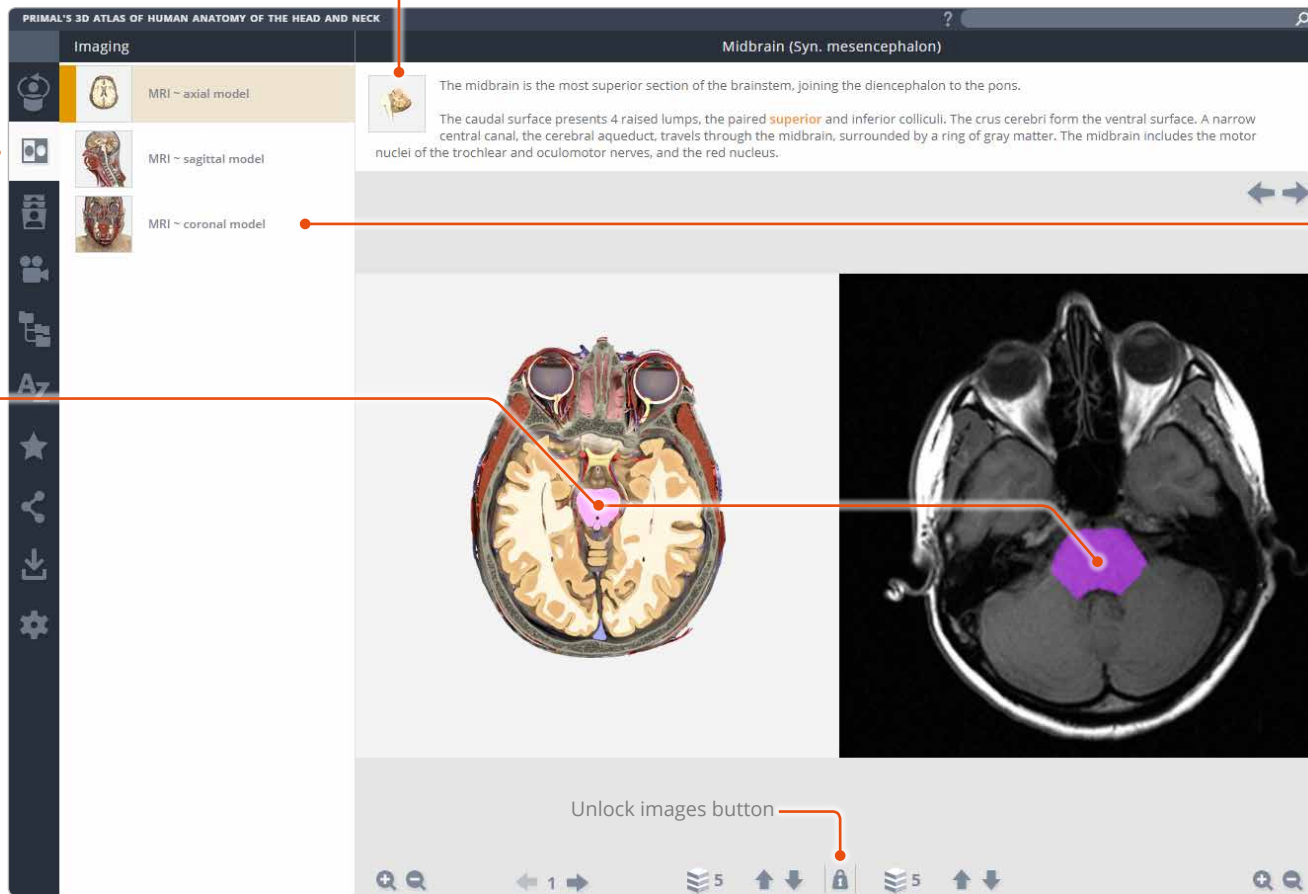 PRIMAL'S 3D ATLAS OF HUMAN ANATOMY OF THE HEAD AND NECK
?
Imaging
Midbrain (Syn. mesencephalon)
MRI ~ axial model
MRI ~ sagittal model
MRI ~ coronal model
The midbrain is the most superior section of the brainstem, joining the diencephalon to the pons.
The caudal surface presents 4 raised lumps, the paired superior and inferior colliculi. The crus cerebri form the ventral surface. A narrow
central canal, the cerebral aqueduct, travels through the midbrain, surrounded by a ring of gray matter. The midbrain includes the motor
nuclei of the trochlear and oculomotor nerves, and the red nucleus.
AZ
Unlock images button
1
5
5